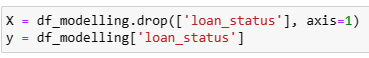 X = df_modelling.drop(['loan_status'], axis=1)
y = df_modelling['loan_status']